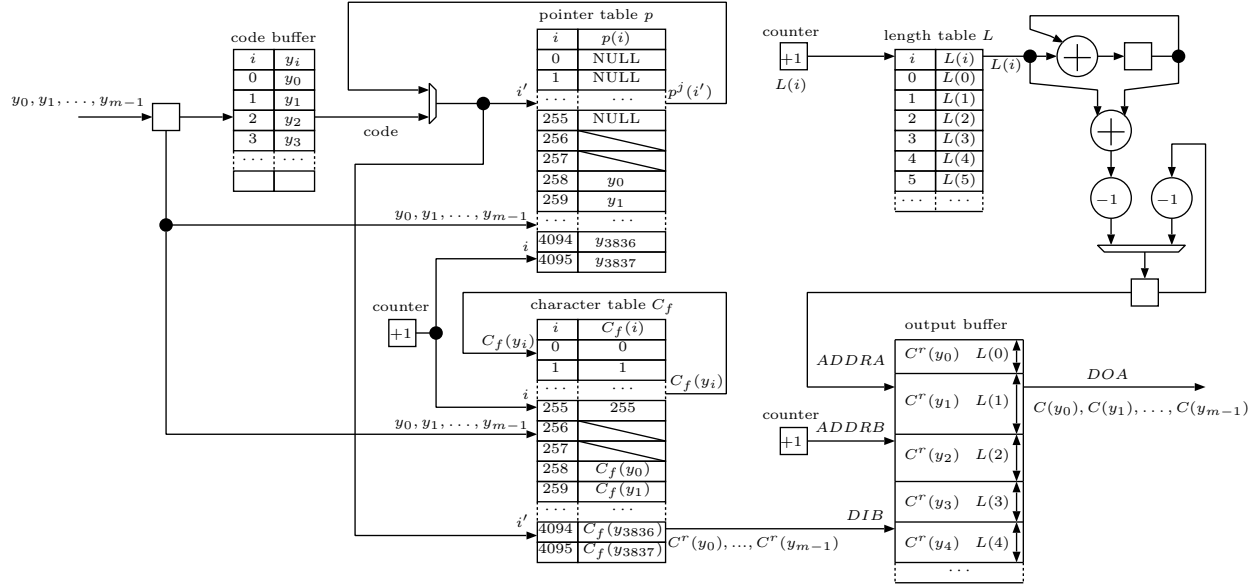 pointer table p
i p(i)
0 NULL
1 NULL
... ...
255 NULL
256
257
258 y_0
259 y_1
... ...
4094 y_3836
4095 y_3837
code buffer
i y_i
0 y_0
1 y_1
2 y_2
3 y_3
... ...
y_0, y_1, ..., y_{m−1}
code
i′
p^j(i′)
y_0, y_1, ..., y_{m−1}
i
counter
+1
character table C_f
i C_f(i)
0 0
1 1
... ...
255 255
256
257
258 C_f(y_0)
259 C_f(y_1)
... ...
4094 C_f(y_3836)
4095 C_f(y_3837)
C_f(y_i)
C_f(y_i)
i
y_0, y_1, ..., y_{m−1}
i′
C^r(y_0), ..., C^r(y_{m−1})
counter
+1
L(i)
length table L
i L(i)
0 L(0)
1 L(1)
2 L(2)
3 L(3)
4 L(4)
5 L(5)
... ...
L(i)
+
+
−1
−1
output buffer
C^r(y_0) L(0)
C^r(y_1) L(1)
C^r(y_2) L(2)
C^r(y_3) L(3)
C^r(y_4) L(4)
...
ADDRA
counter
+1
ADDRB
DIB
DOA
C(y_0), C(y_1), ..., C(y_{m−1})